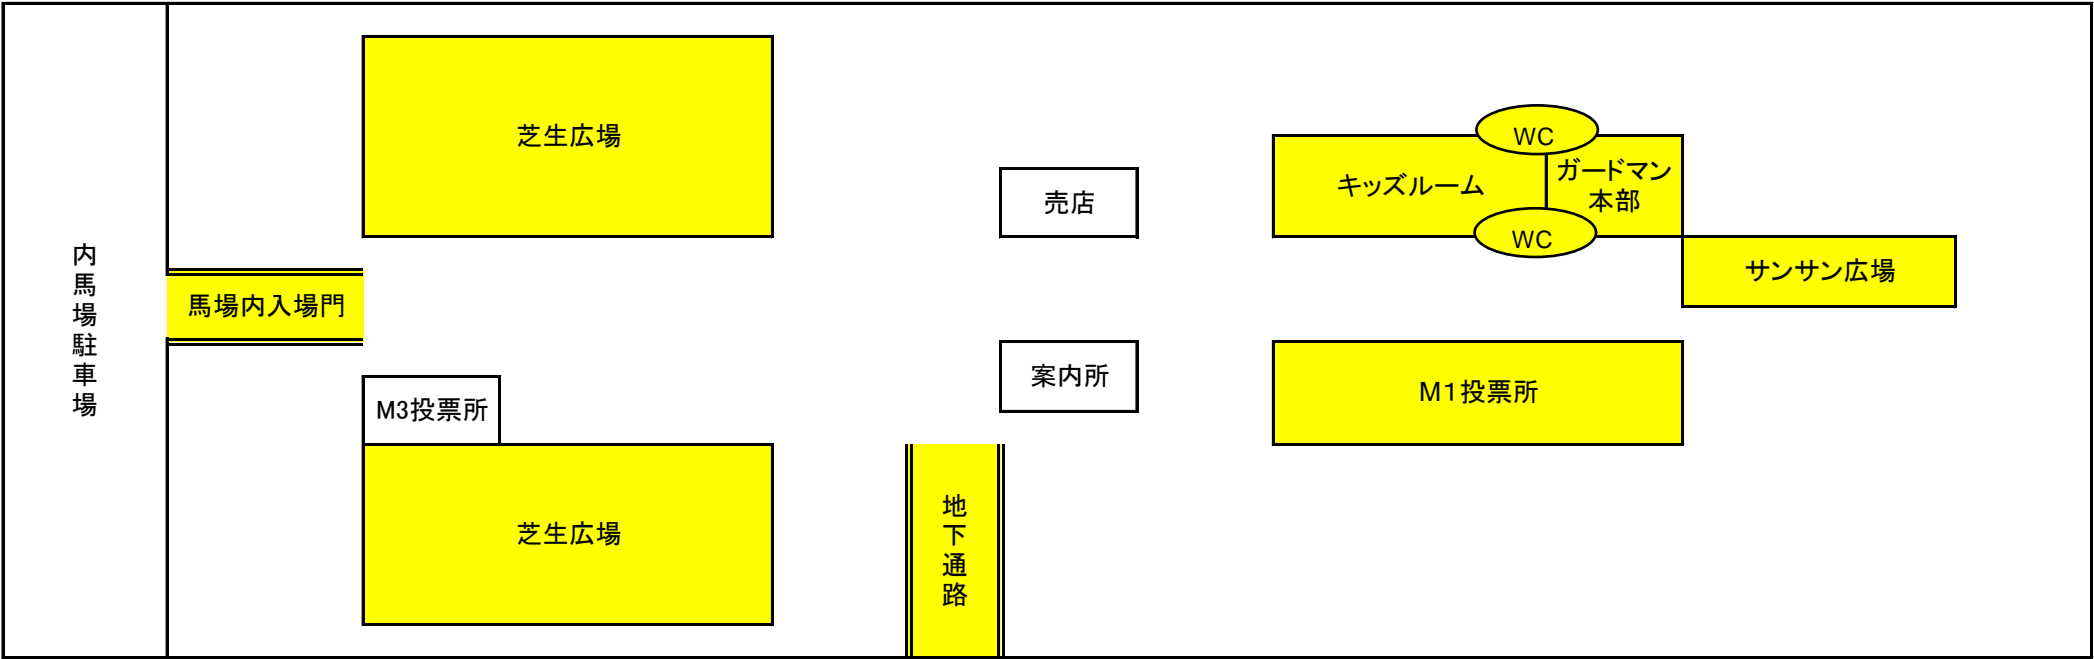 芝生広場
WC
キッズルーム
ガードマン
本部
売店
WC
内馬場駐車場
馬場内入場門
サンサン広場
案内所
M1投票所
M3投票所
芝生広場
地下通路